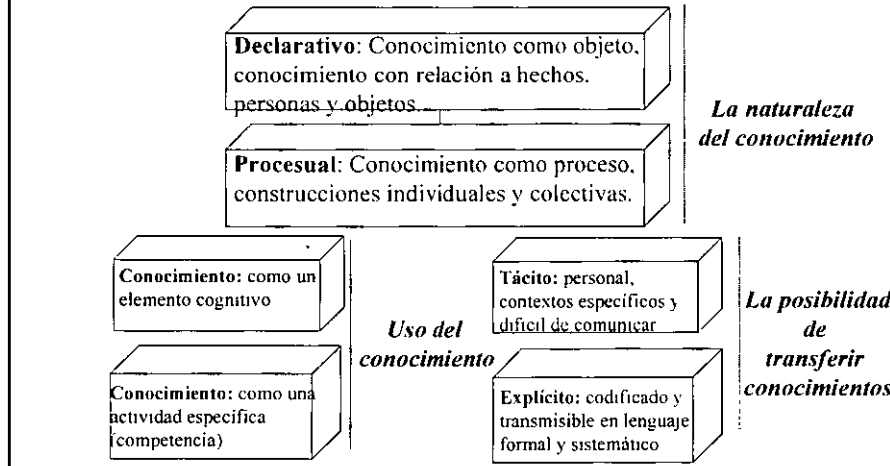 Declarativo: Conocimiento como objeto,
conocimiento con relación a hechos.
personas y objetos.
La naturaleza
del conocimiento
Procesual: Conocimiento como proceso,
construcciones individuales y colectivas.
Conocimiento: como un
elemento cognitivo
Conocimiento: como una
actividad específica
(competencia)
Uso del
conocimiento
Tácito: personal,
contextos específicos y
dificil de comunicar
Explícito: codificado y
transmisible en lenguaje
formal y sistemático
La posibilidad
de
transferir
conocimientos